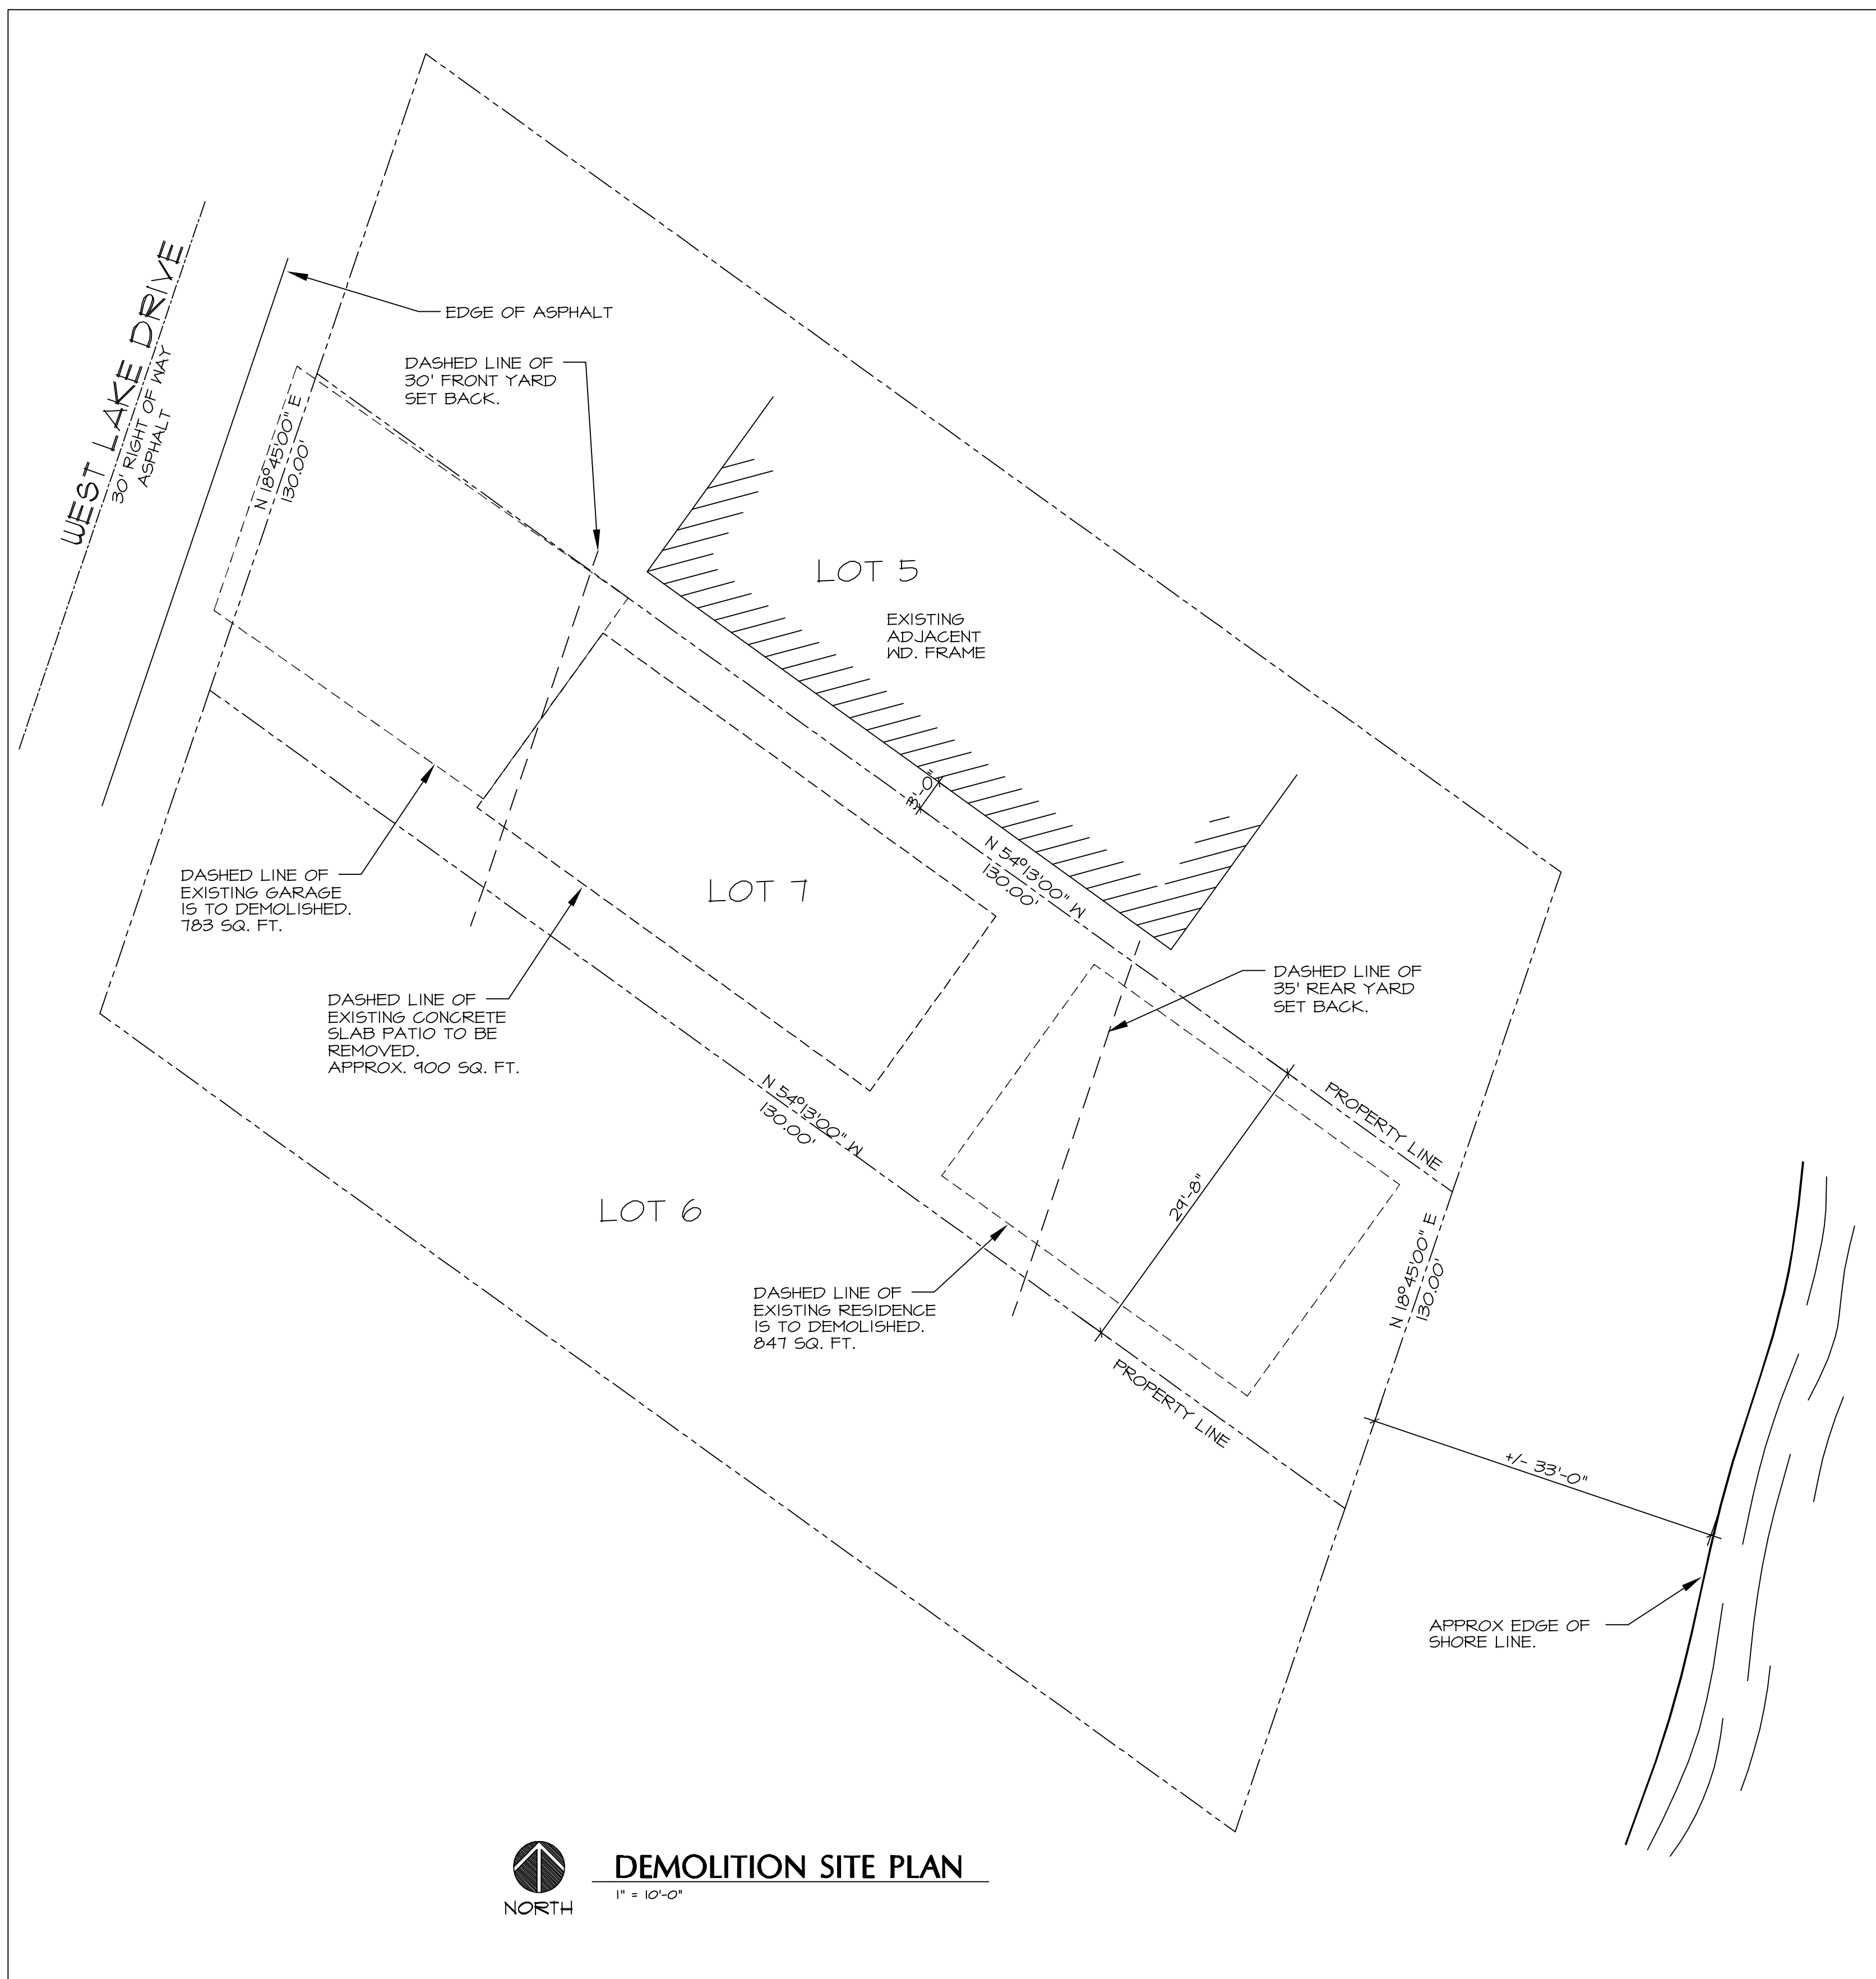 WEST LAKE DRIVE
30' RIGHT OF WAY
ASPHALT
EDGE OF ASPHALT
DASHED LINE OF
30' FRONT YARD
SET BACK.
N 18°45'00" E
130.00'
LOT 5
EXISTING
ADJACENT
WD. FRAME
3'-0"
N 54°13'00" W
130.00'
LOT 7
DASHED LINE OF
EXISTING GARAGE
IS TO DEMOLISHED.
783 SQ. FT.
DASHED LINE OF
EXISTING CONCRETE
SLAB PATIO TO BE
REMOVED.
APPROX. 900 SQ. FT.
DASHED LINE OF
35' REAR YARD
SET BACK.
N 54°13'00" W
130.00'
PROPERTY LINE
29'-8"
LOT 6
N 18°45'00" E
130.00'
DASHED LINE OF
EXISTING RESIDENCE
IS TO DEMOLISHED.
847 SQ. FT.
PROPERTY LINE
+/- 33'-0"
APPROX EDGE OF
SHORE LINE.
DEMOLITION SITE PLAN
1" = 10'-0"
NORTH